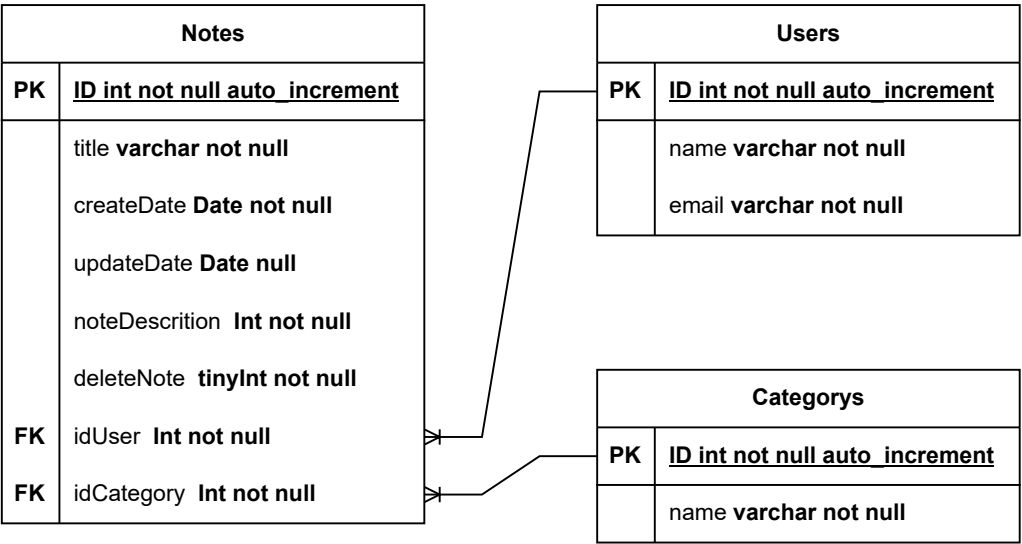 Notes
PK ID int not null auto_increment
title varchar not null
createDate Date not null
updateDate Date null
noteDescrition Int not null
deleteNote tinyInt not null
FK idUser Int not null
FK idCategory Int not null
Users
PK ID int not null auto_increment
name varchar not null
email varchar not null
Categorys
PK ID int not null auto_increment
name varchar not null